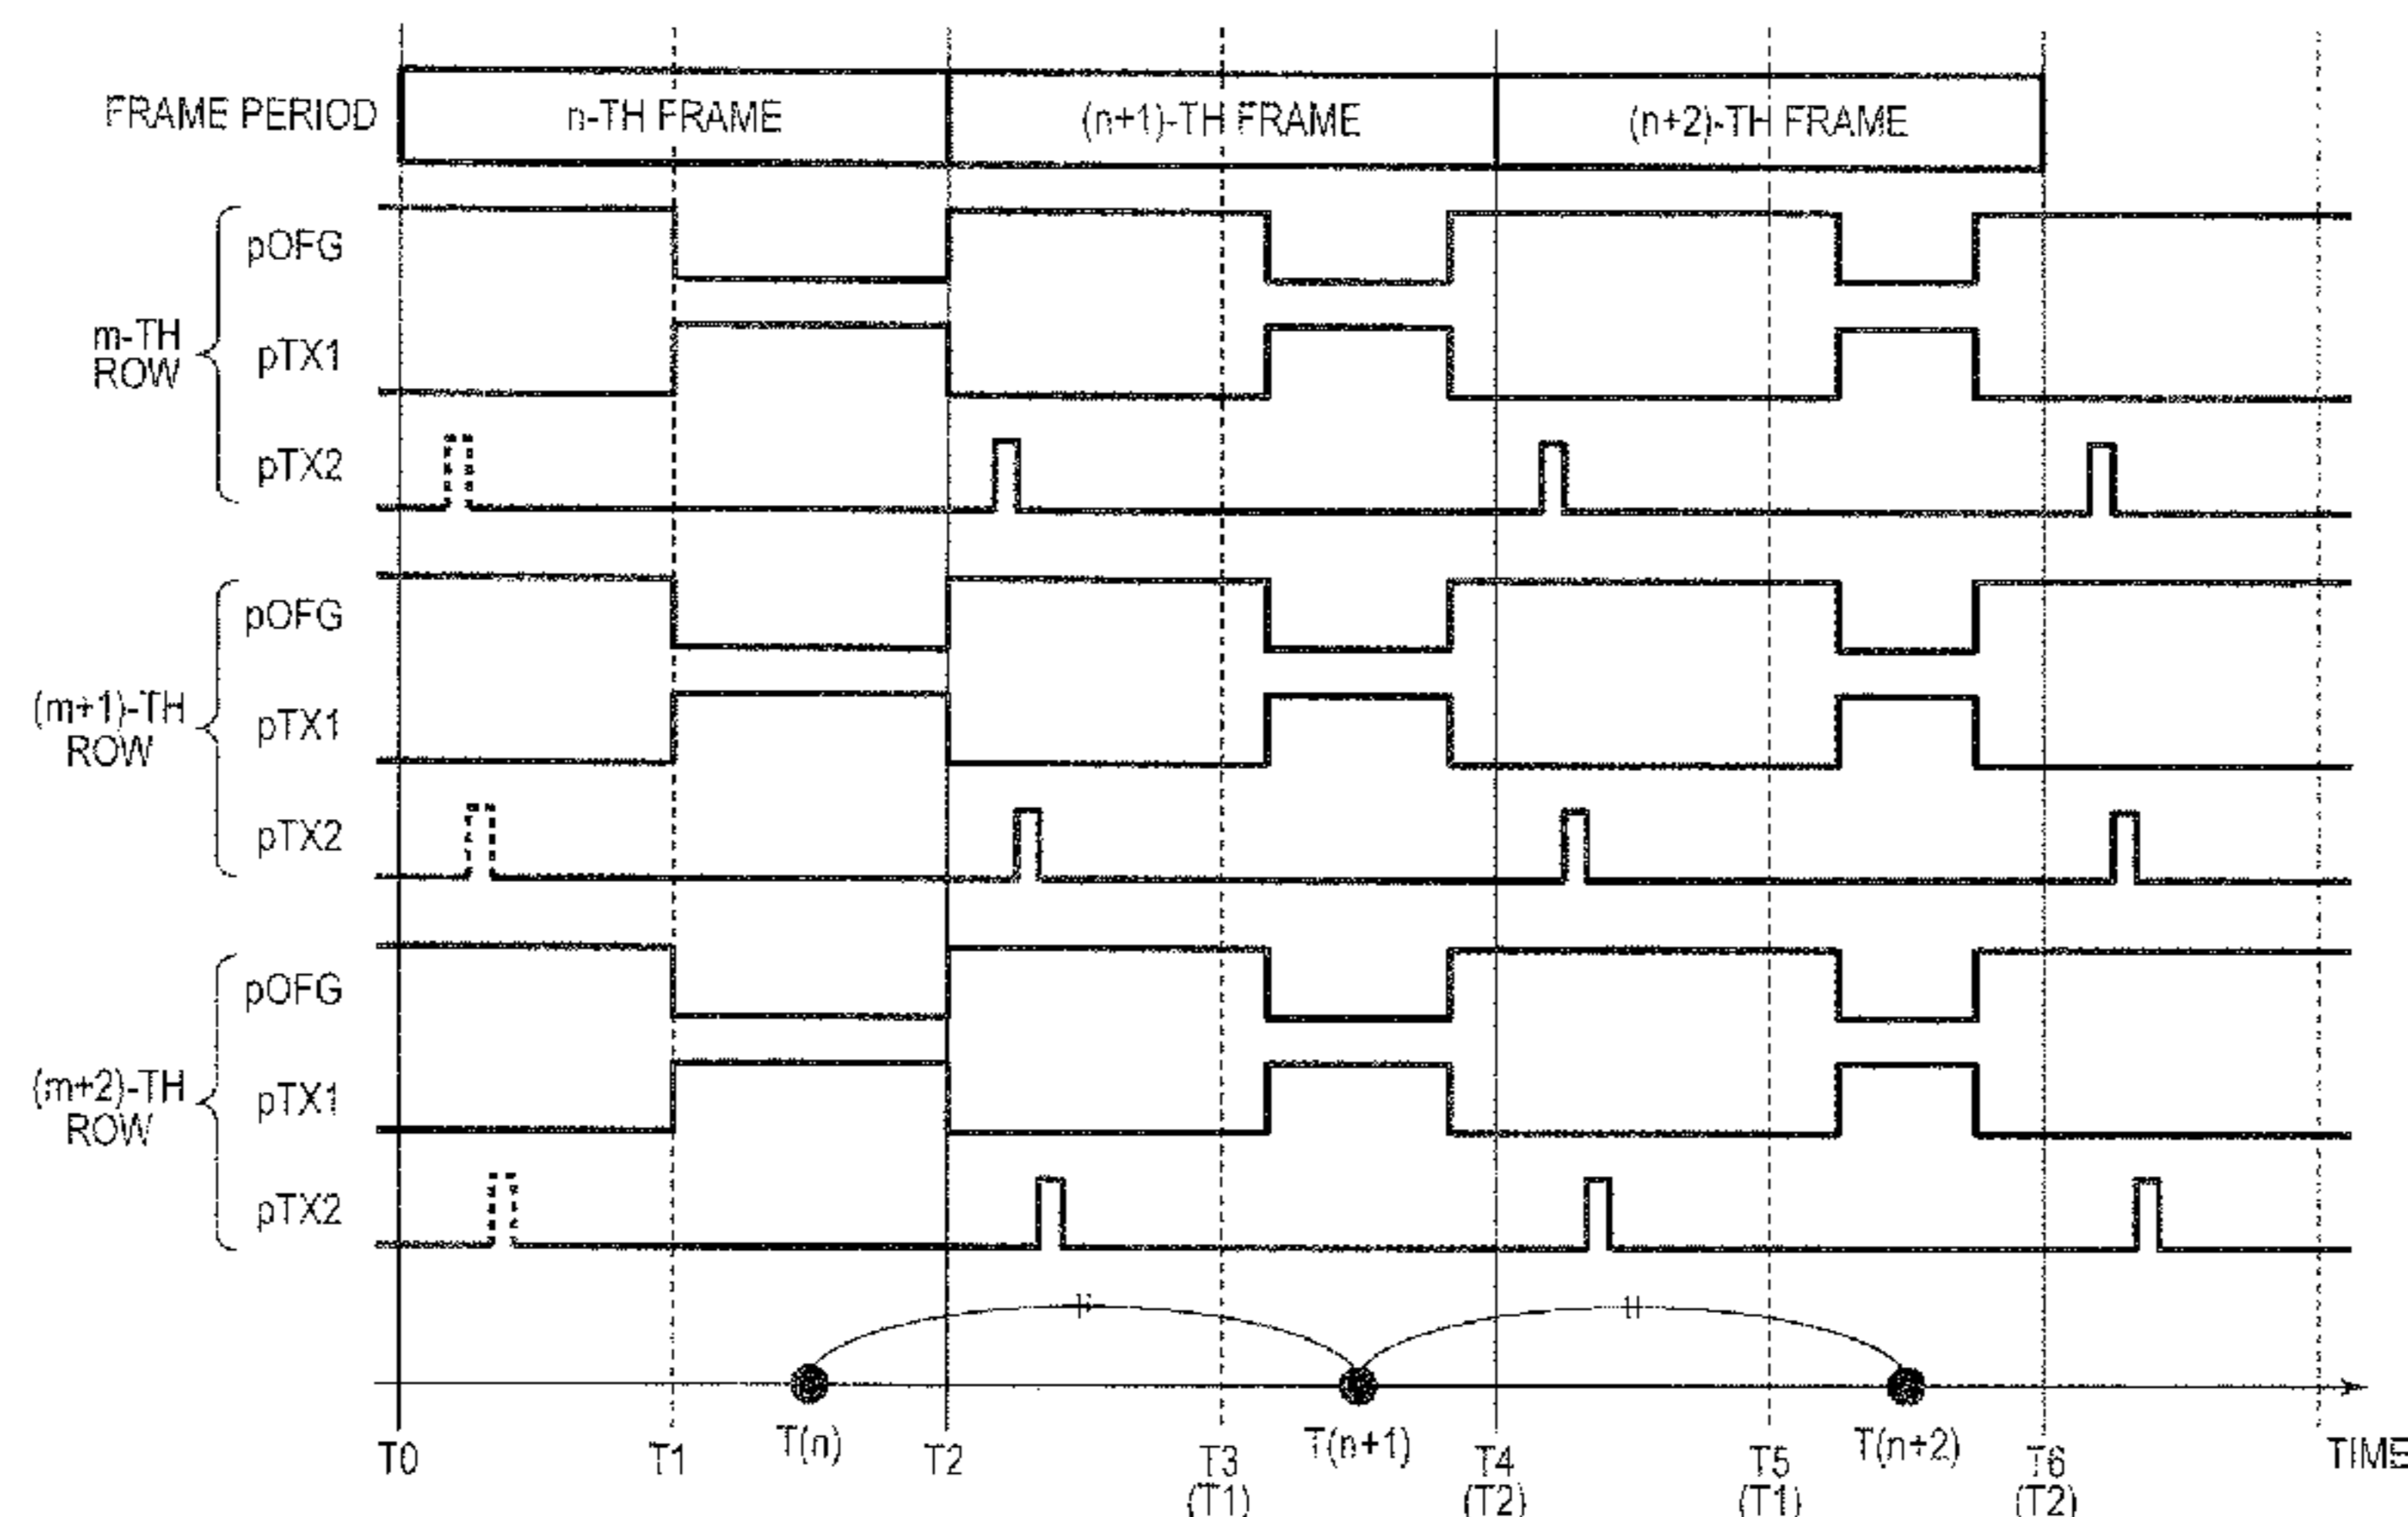 FRAME PERIOD n-TH FRAME (n+1)-TH FRAME (n+2)-TH FRAME
pOFG
m-TH
ROW
pTX1
pTX2
pOFG
(m+1)-TH
ROW
pTX1
pTX2
pOFG
(m+2)-TH
ROW
pTX1
pTX2
T0 T1 T(n) T2 T3 T(n+1) T4 T5 T(n+2) T6 TIME
(T1) (T2) (T1) (T2)